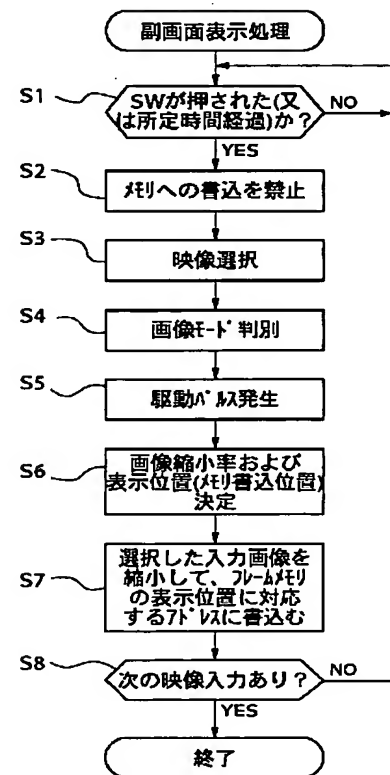 副画面表示処理
S1
SWが押された(又
は所定時間経過)か?
NO
YES
S2
ﾒﾓﾘへの書込を禁止
S3
映像選択
S4
画像ﾓｰﾄﾞ判別
S5
駆動ﾊﾟﾙｽ発生
S6
画像縮小率および
表示位置(ﾒﾓﾘ書込位置)
決定
S7
選択した入力画像を
縮小して、ﾌﾚｰﾑﾒﾓﾘ
の表示位置に対応
するｱﾄﾞﾚｽに書込む
S8
次の映像入力あり?
NO
YES
終了